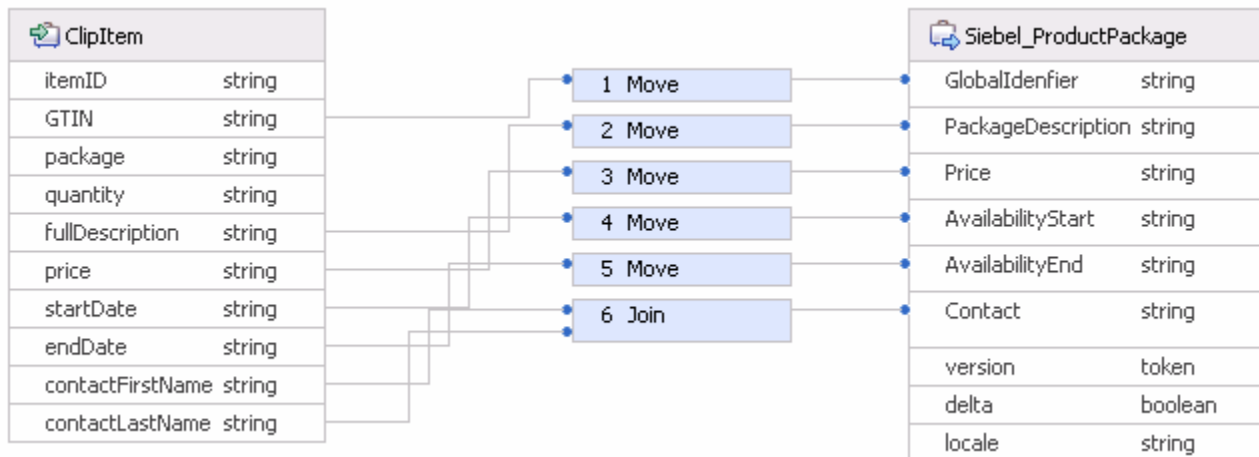 ClipItem
itemID string
GTIN string
package string
quantity string
fullDescription string
price string
startDate string
endDate string
contactFirstName string
contactLastName string
1 Move
2 Move
3 Move
4 Move
5 Move
6 Join
Siebel_ProductPackage
GlobalIdenfier string
PackageDescription string
Price string
AvailabilityStart string
AvailabilityEnd string
Contact string
version token
delta boolean
locale string